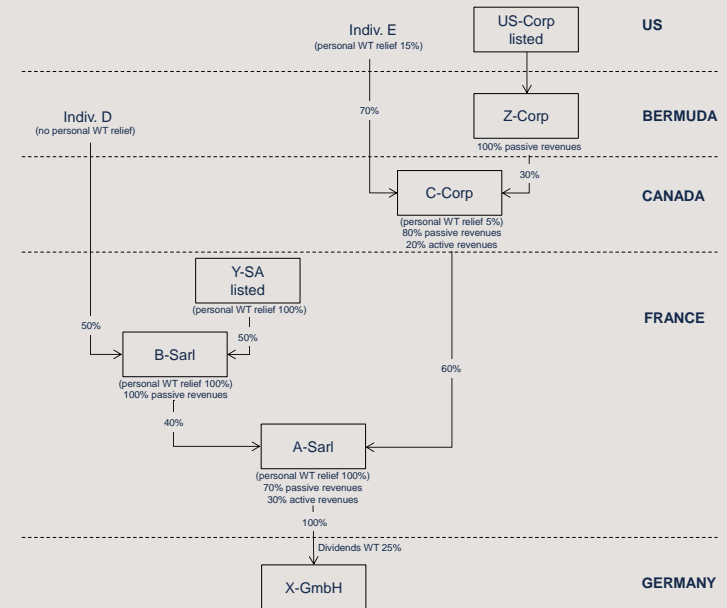 US-Corp
listed
US
Indiv. E
(personal WT relief 15%)
70%
Z-Corp
BERMUDA
Indiv. D
(no personal WT relief)
100% passive revenues
30%
C-Corp
CANADA
(personal WT relief 5%)
80% passive revenues
20% active revenues
Y-SA
listed
(personal WT relief 100%)
FRANCE
50%
50%
B-Sarl
60%
(personal WT relief 100%)
100% passive revenues
40%
A-Sarl
(personal WT relief 100%)
70% passive revenues
30% active revenues
100%
Dividends WT 25%
X-GmbH
GERMANY